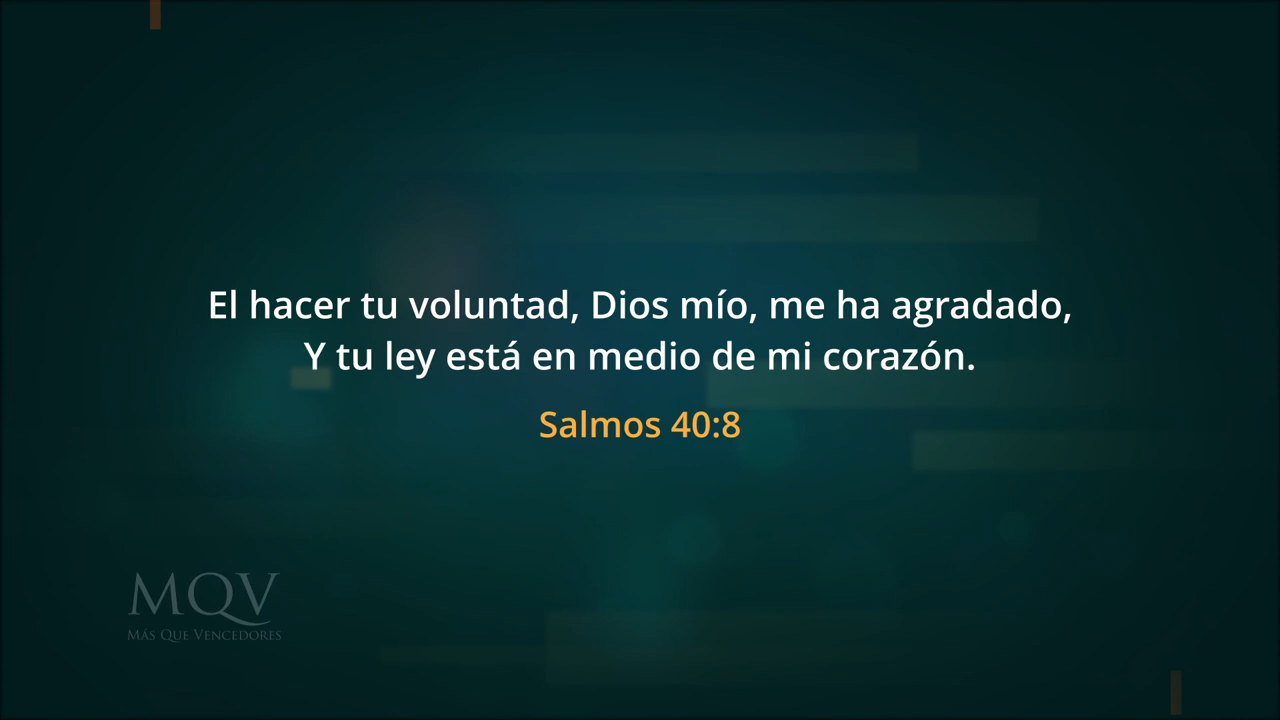 El hacer tu voluntad, Dios mío, me ha agradado,
Y tu ley está en medio de mi corazón.
Salmos 40:8
MQV
MÁS QUE VENCEDORES